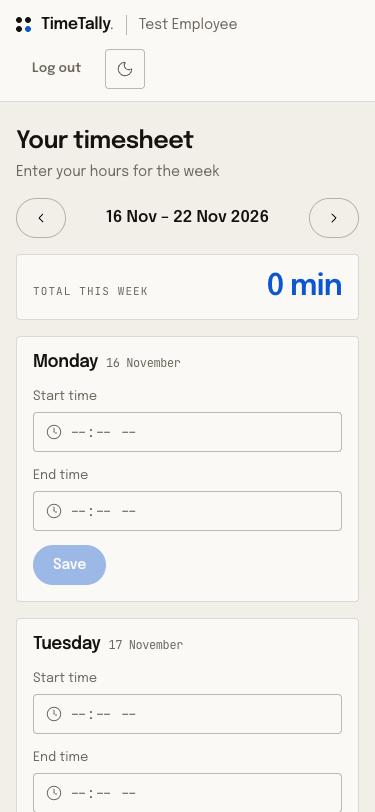 TimeTally. Test Employee
Log out
Your timesheet
Enter your hours for the week
16 Nov – 22 Nov 2026
TOTAL THIS WEEK 0 min
Monday 16 November
Start time
--:-- --
End time
--:-- --
Save
Tuesday 17 November
Start time
--:-- --
End time
--:-- --